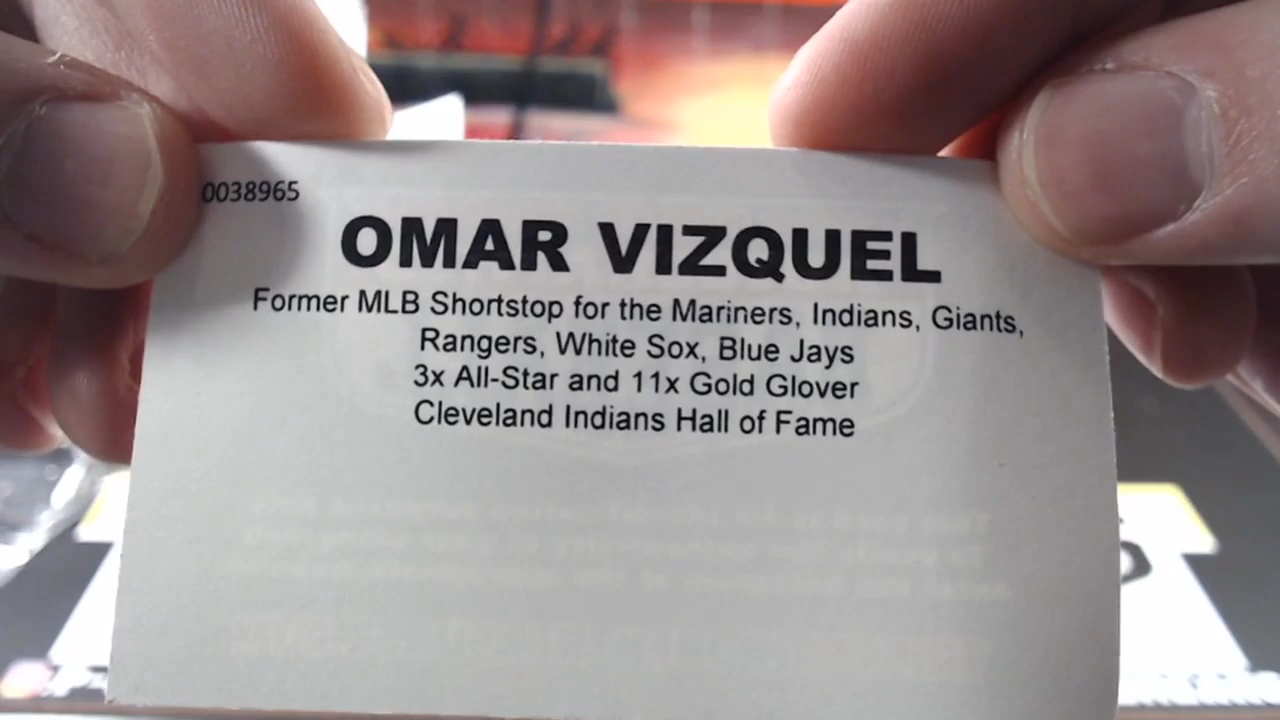 0038965
OMAR VIZQUEL
Former MLB Shortstop for the Mariners, Indians, Giants,
Rangers, White Sox, Blue Jays
3x All-Star and 11x Gold Glover
Cleveland Indians Hall of Fame